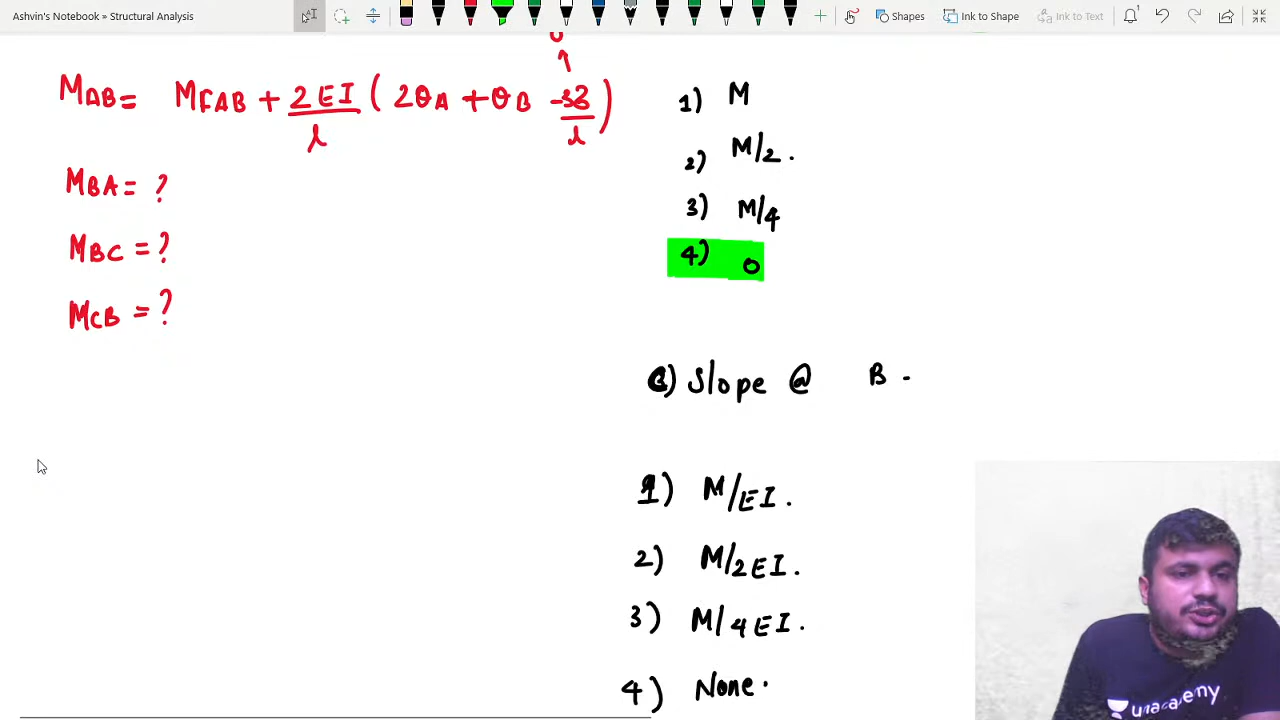 Ashvin's Notebook » Structural Analysis
Shapes
Ink to Shape
Ink to Text
MAB = MFAB + 2EI/l ( 2θA + θB - 3δ/l )
MBA = ?
MBC = ?
MCB = ?
1) M
2) M/2 .
3) M/4
4) 0
Slope @ B -
1) M/EI .
2) M/2EI .
3) M/4EI .
4) None .
unacademy